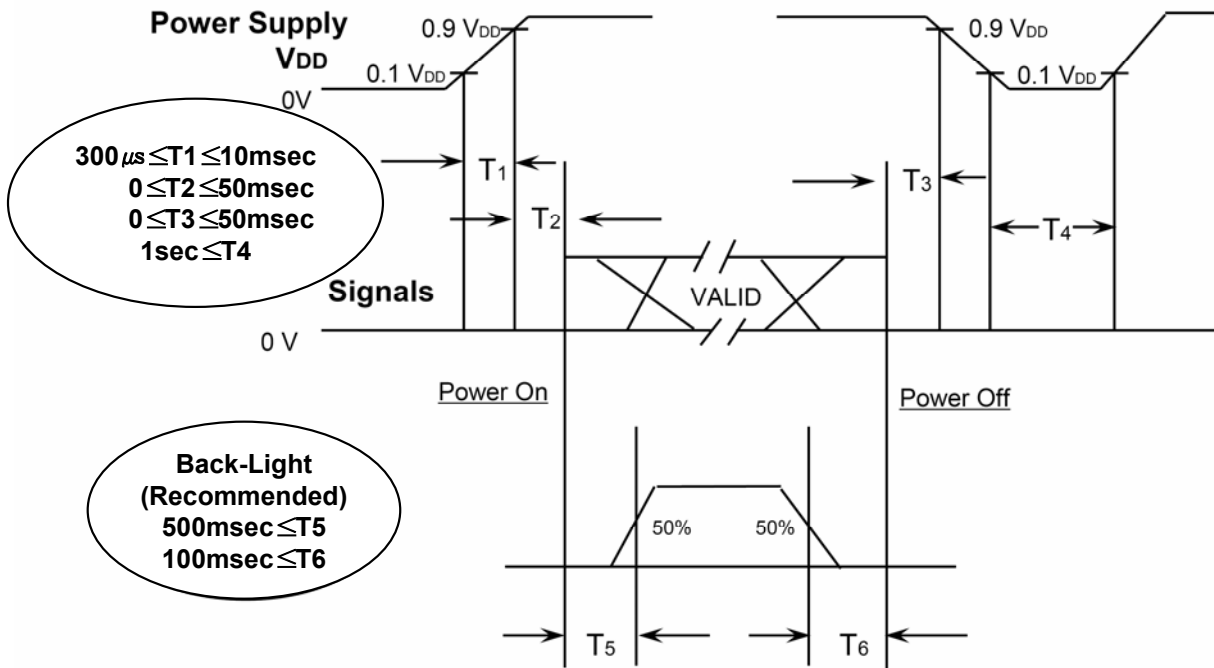 Power Supply
VDD
0.9 VDD
0.1 VDD
0V
0.9 VDD
0.1 VDD
300μs≤T1≤10msec
0≤T2≤50msec
0≤T3≤50msec
1sec≤T4
T1
T2
T3
T4
Signals
VALID
0 V
Power On
Power Off
Back-Light
(Recommended)
500msec≤T5
100msec≤T6
50%
50%
T5
T6